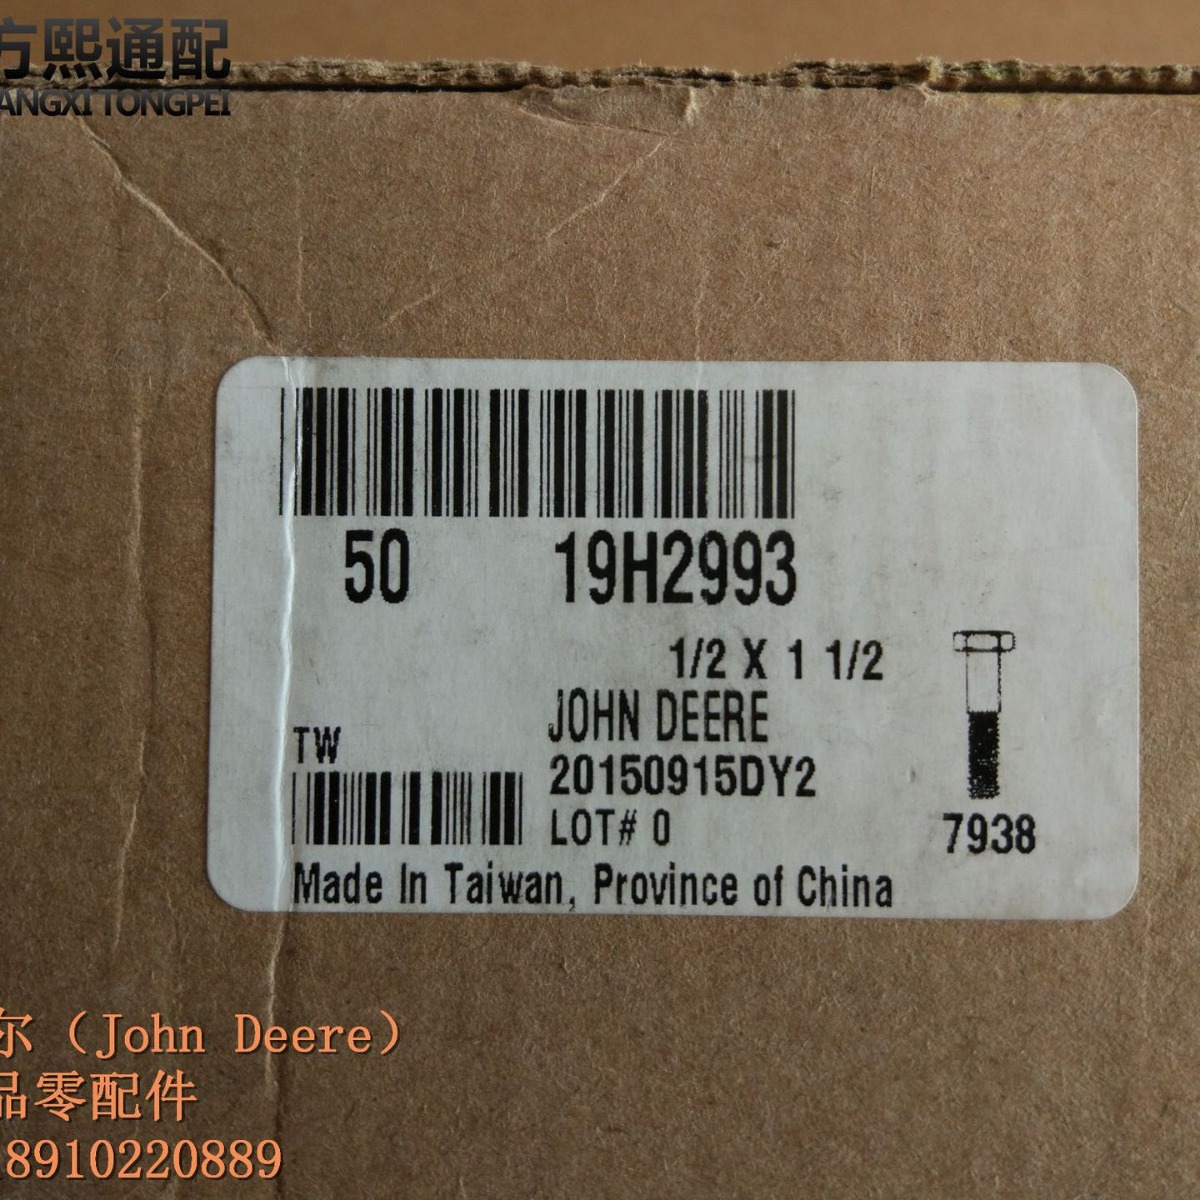 方熙通配
ANGXI TONGPEI
50 19H2993
1/2 X 1 1/2
JOHN DEERE
TW
20150915DY2
LOT# 0
7938
Made In Taiwan, Province of China
尔（John Deere）
品零配件
8910220889